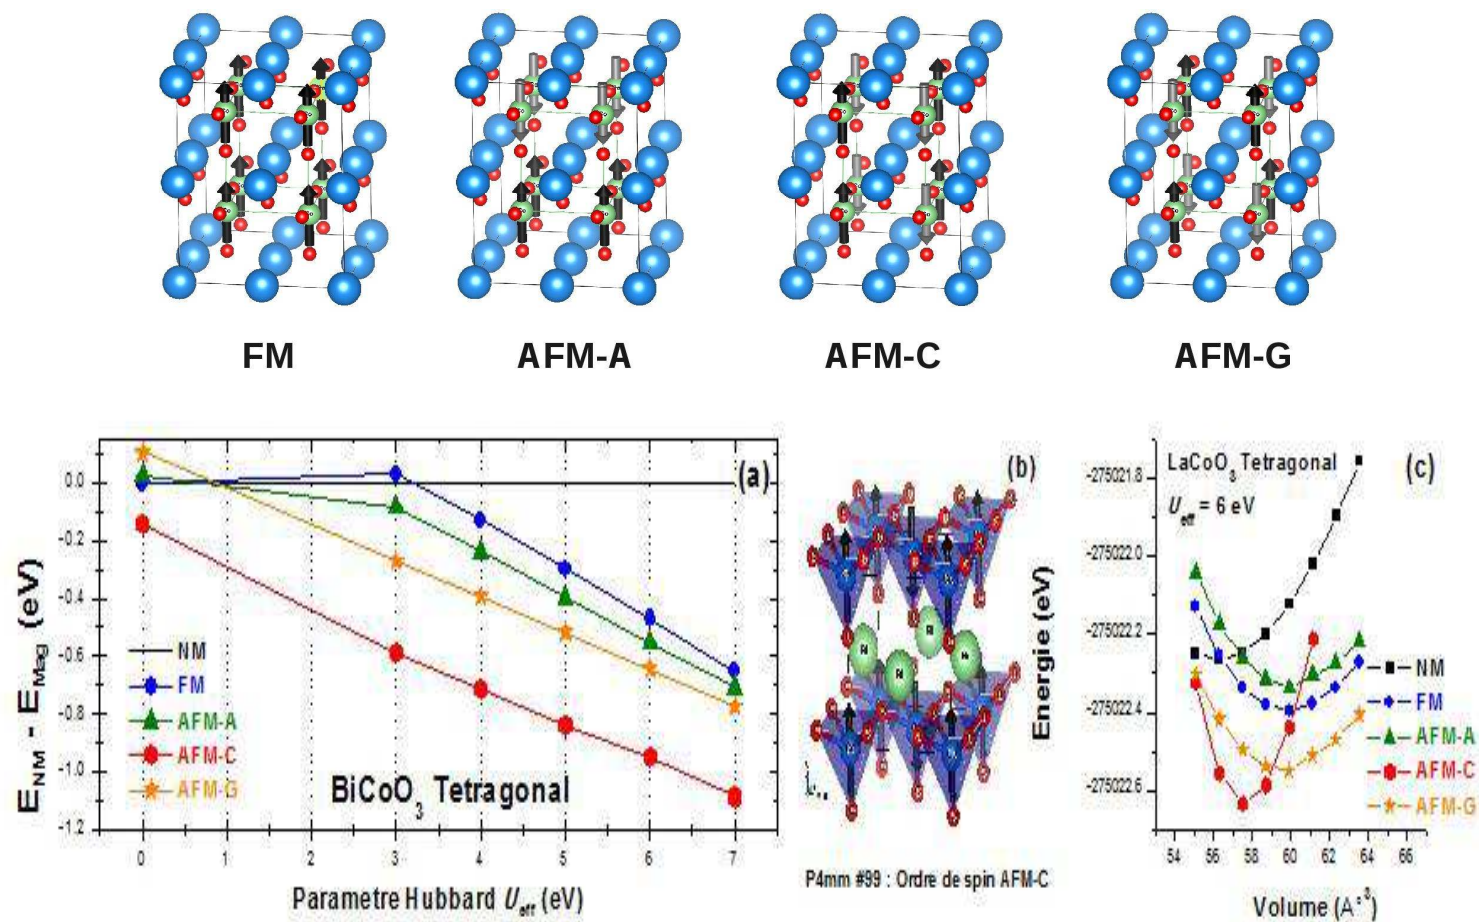 FM AFM-A AFM-C AFM-G
(a)
0.0
-0.2
-0.4
-0.6
-0.8
-1.0
-1.2
E_NM - E_Mag (eV)
NM
FM
AFM-A
AFM-C
AFM-G
BiCoO3 Tetragonal
0 1 2 3 4 5 6 7
Parametre Hubbard U_eff (eV)
(b)
P4mm #99 : Ordre de spin AFM-C
LaCoO3 Tetragonal (c)
U_eff = 6 eV
-275021.8
-275022.0
-275022.2
-275022.4
-275022.6
Energie (eV)
NM
FM
AFM-A
AFM-C
AFM-G
54 56 58 60 62 64 66
Volume (A°³)